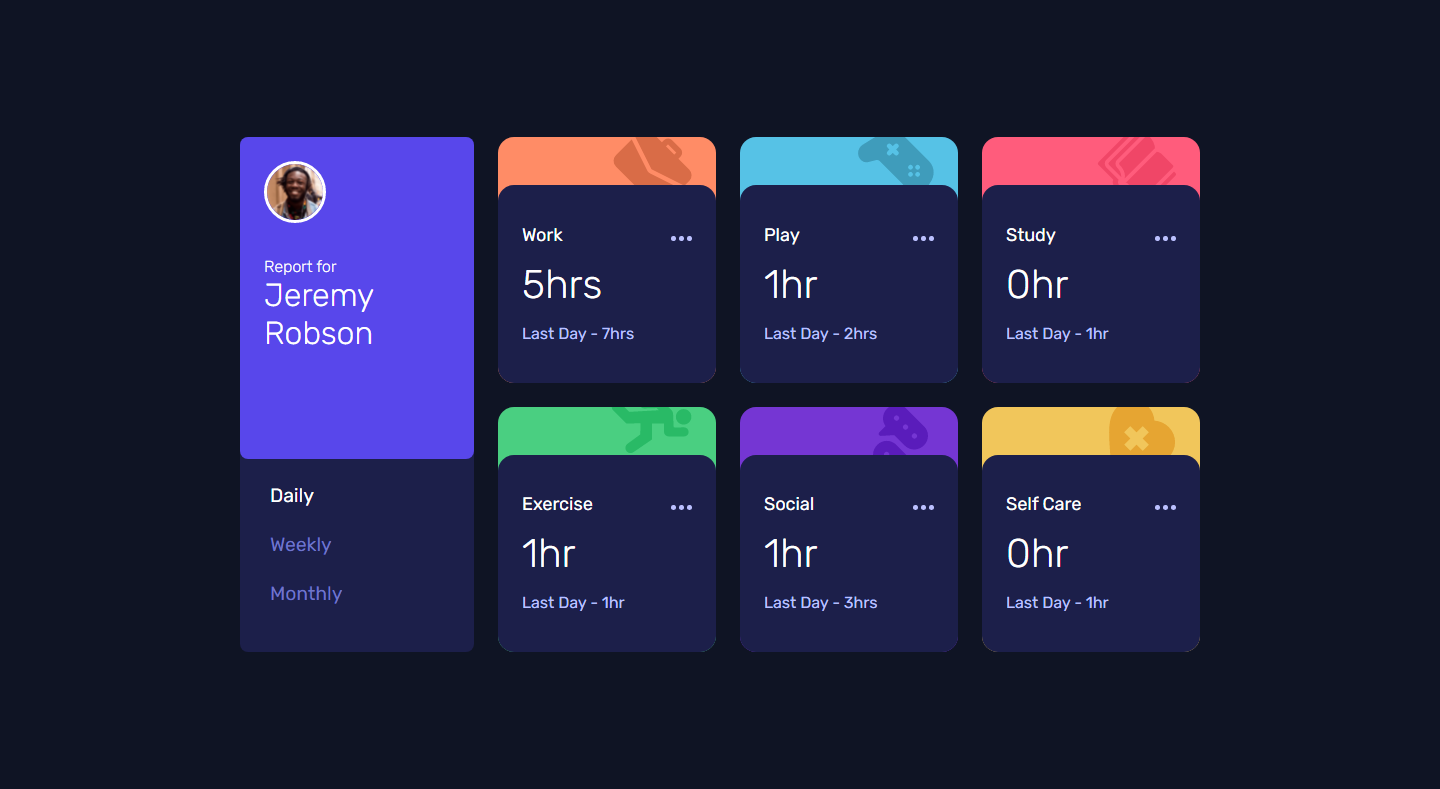 Report for
Jeremy
Robson
Daily
Weekly
Monthly
Work
5hrs
Last Day - 7hrs
Play
1hr
Last Day - 2hrs
Study
0hr
Last Day - 1hr
Exercise
1hr
Last Day - 1hr
Social
1hr
Last Day - 3hrs
Self Care
0hr
Last Day - 1hr